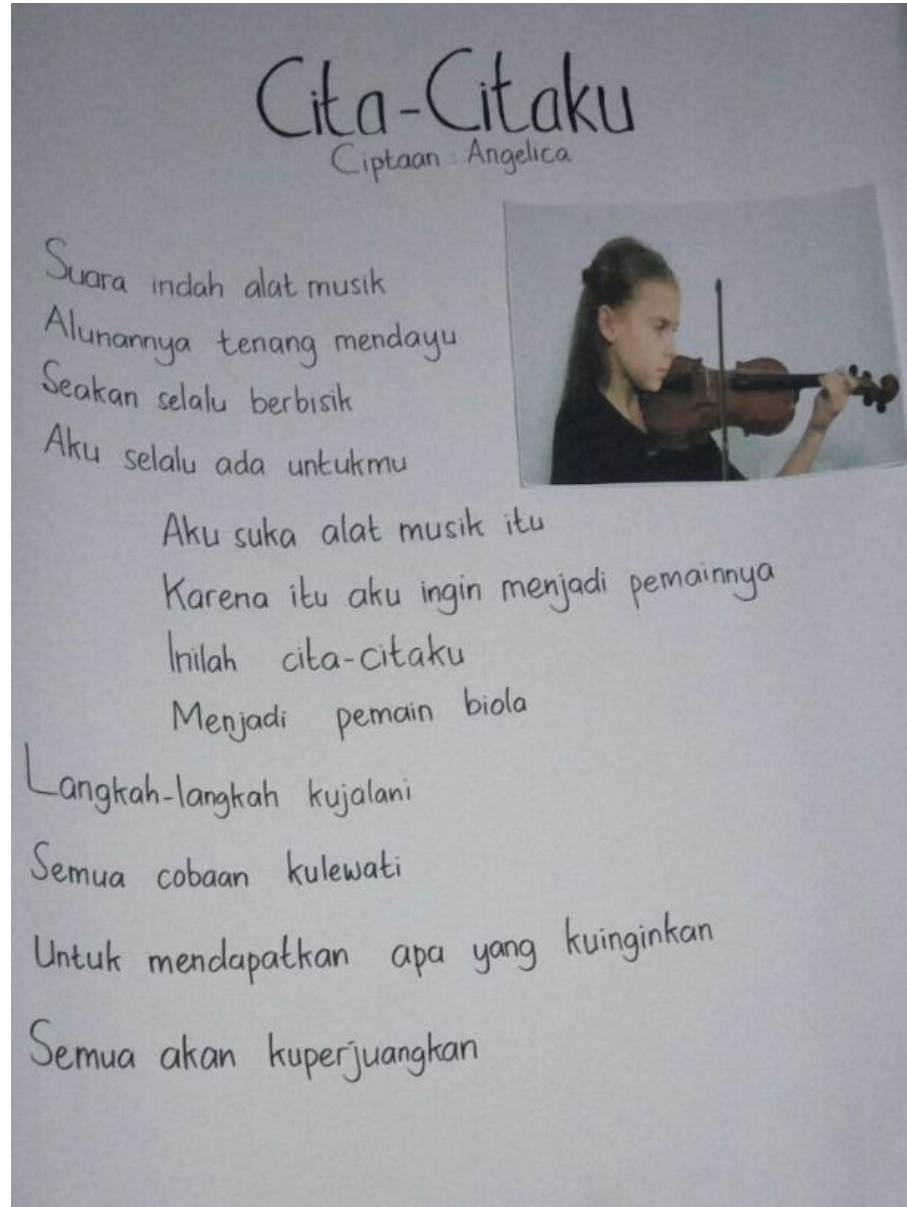 Cita-Citaku
Ciptaan : Angelica
Suara indah alat musik
Alunannya tenang mendayu
Seakan selalu berbisik
Aku selalu ada untukmu
Aku suka alat musik itu
Karena itu aku ingin menjadi pemainnya
Inilah cita-citaku
Menjadi pemain biola
Langkah-langkah kujalani
Semua cobaan kulewati
Untuk mendapatkan apa yang kuinginkan
Semua akan kuperjuangkan